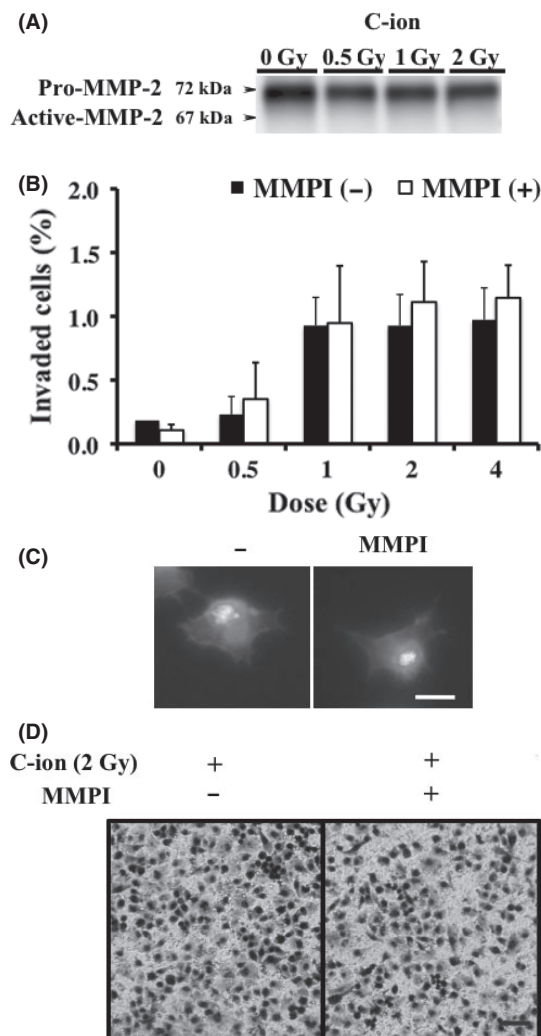 (A)
C-ion
0 Gy 0.5 Gy 1 Gy 2 Gy
Pro-MMP-2 72 kDa
Active-MMP-2 67 kDa
(B)
2.0
MMPI (−) MMPI (+)
1.5
1.0
0.5
0.0
Invaded cells (%)
0 0.5 1 2 4
Dose (Gy)
(C)
− MMPI
(D)
C-ion (2 Gy) + +
MMPI − +